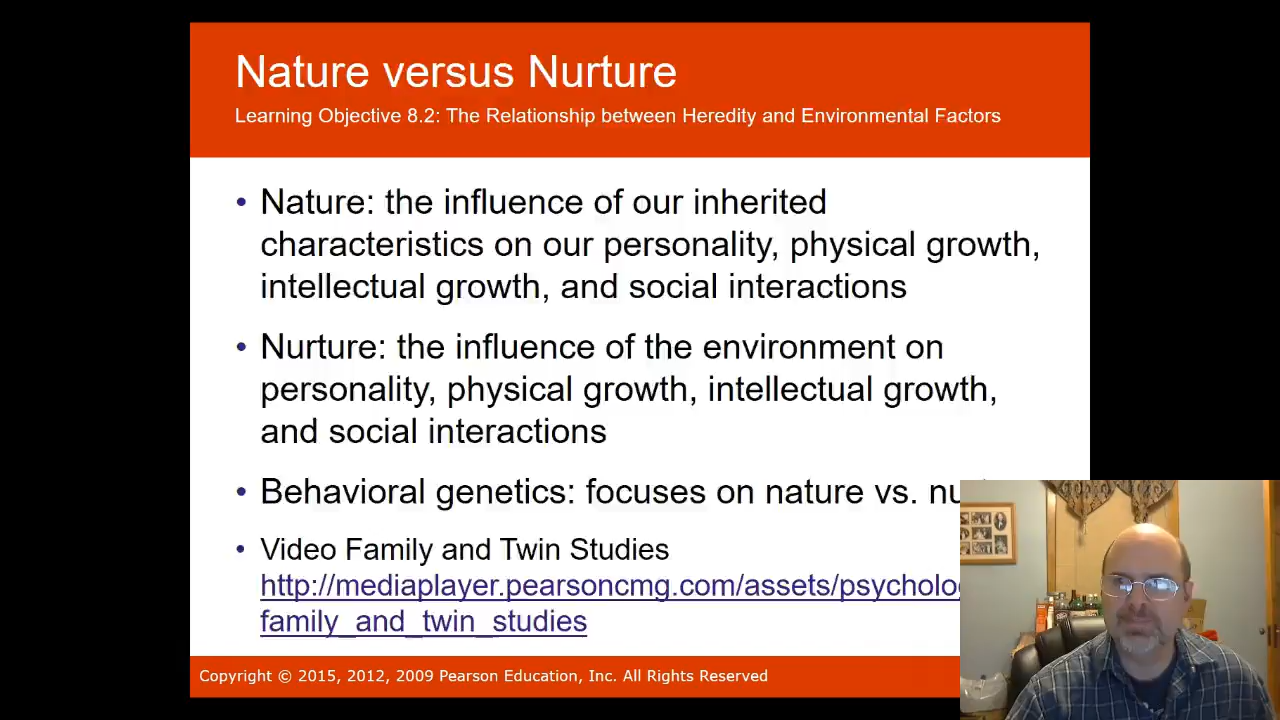 Nature versus Nurture
Learning Objective 8.2: The Relationship between Heredity and Environmental Factors
• Nature: the influence of our inherited
characteristics on our personality, physical growth,
intellectual growth, and social interactions
• Nurture: the influence of the environment on
personality, physical growth, intellectual growth,
and social interactions
• Behavioral genetics: focuses on nature vs.
• Video Family and Twin Studies
http://mediaplayer.pearsoncmg.com/assets/psycholo
family_and_twin_studies
Copyright © 2015, 2012, 2009 Pearson Education, Inc. All Rights Reserved